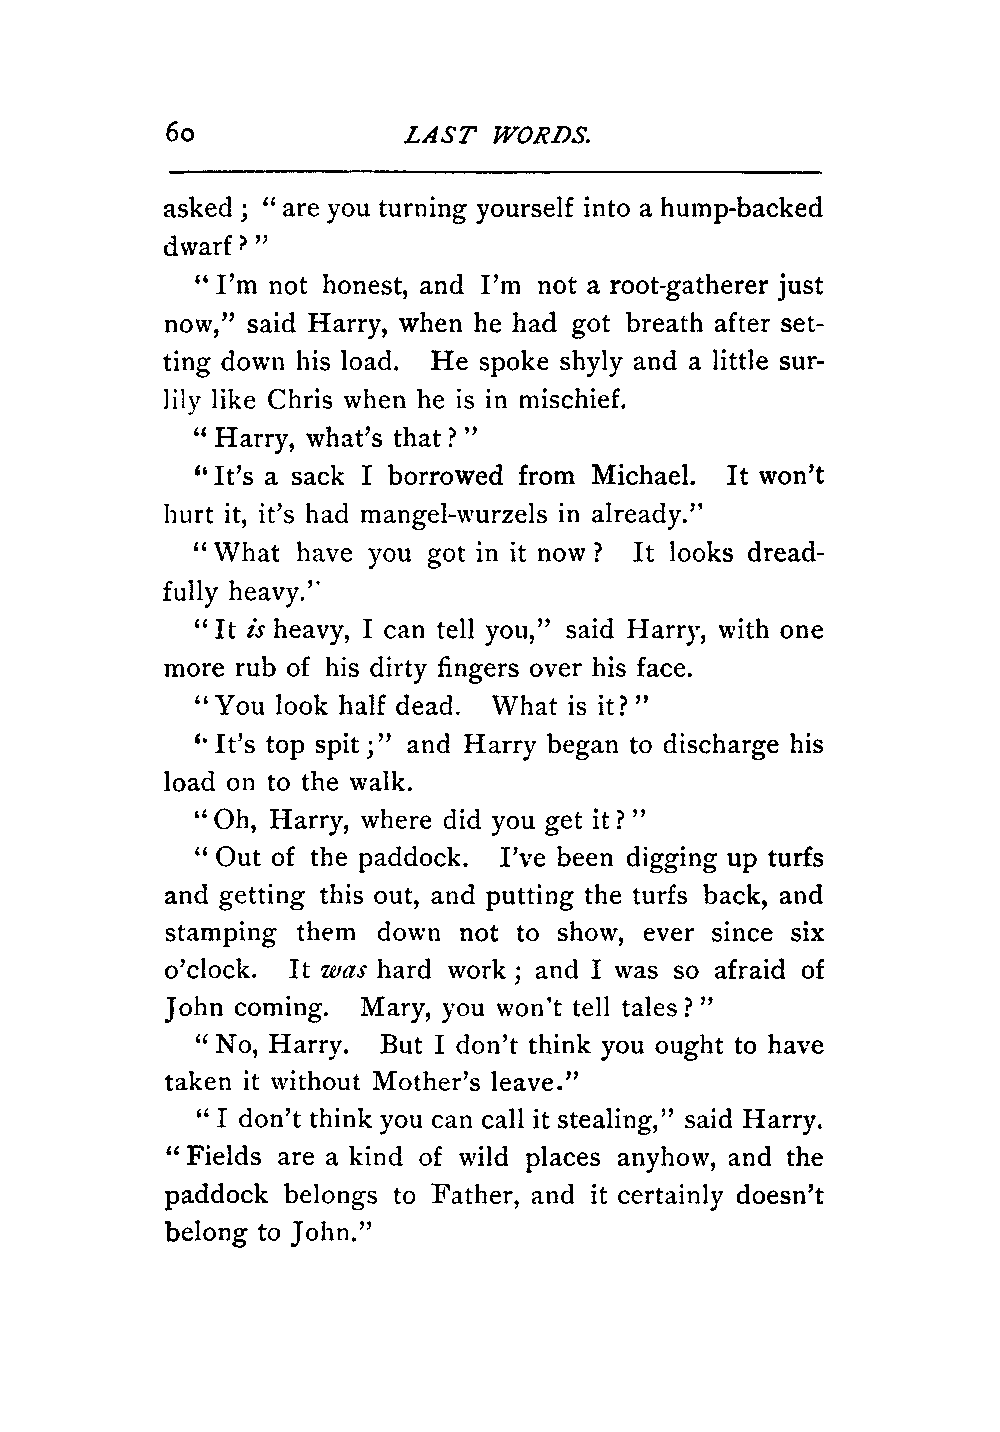 60 LAST WORDS.
asked ; " are you turning yourself into a hump-backed
dwarf ? "
" I'm not honest, and I'm not a root-gatherer just
now," said Harry, when he had got breath after set-
ting down his load. He spoke shyly and a little sur-
lily like Chris when he is in mischief.
" Harry, what's that ? "
" It's a sack I borrowed from Michael. It won't
hurt it, it's had mangel-wurzels in already."
" What have you got in it now ? It looks dread-
fully heavy."
" It is heavy, I can tell you," said Harry, with one
more rub of his dirty fingers over his face.
" You look half dead. What is it ? "
" It's top spit ;" and Harry began to discharge his
load on to the walk.
" Oh, Harry, where did you get it ? "
" Out of the paddock. I've been digging up turfs
and getting this out, and putting the turfs back, and
stamping them down not to show, ever since six
o'clock. It was hard work ; and I was so afraid of
John coming. Mary, you won't tell tales ? "
" No, Harry. But I don't think you ought to have
taken it without Mother's leave."
" I don't think you can call it stealing," said Harry.
" Fields are a kind of wild places anyhow, and the
paddock belongs to Father, and it certainly doesn't
belong to John."